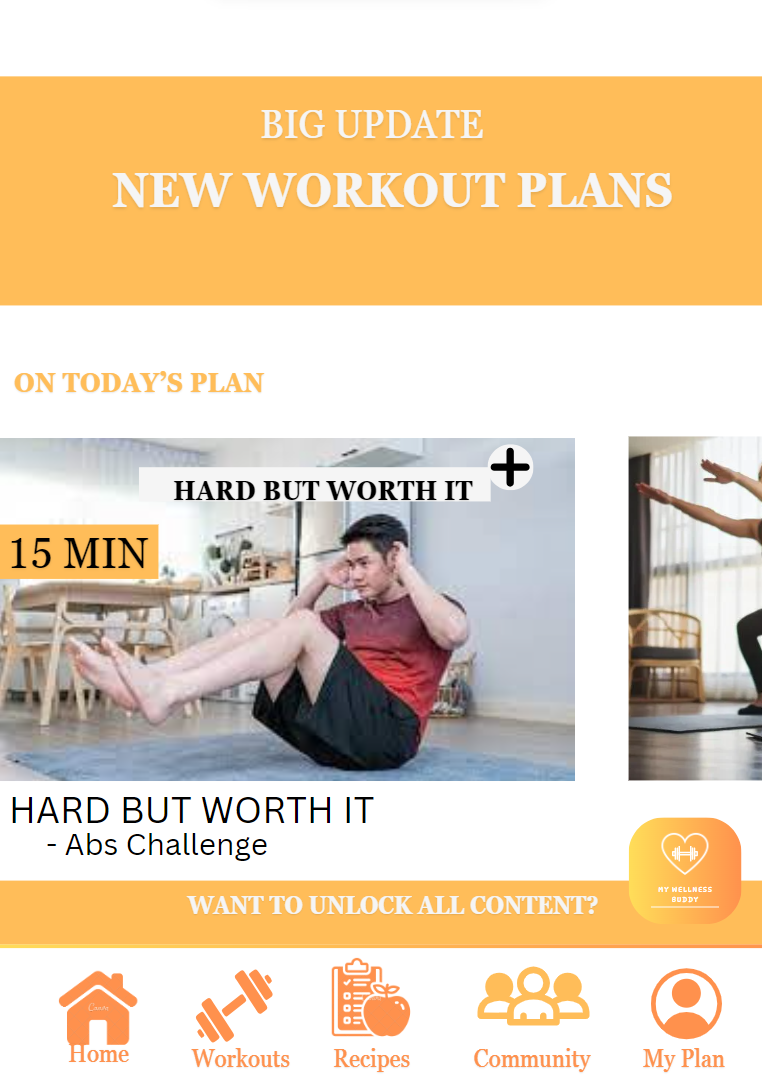 BIG UPDATE
NEW WORKOUT PLANS
ON TODAY’S PLAN
HARD BUT WORTH IT
15 MIN
HARD BUT WORTH IT
- Abs Challenge
MY WELLNESS
BUDDY
WANT TO UNLOCK ALL CONTENT?
Canva
Home
Workouts
Recipes
Community
My Plan